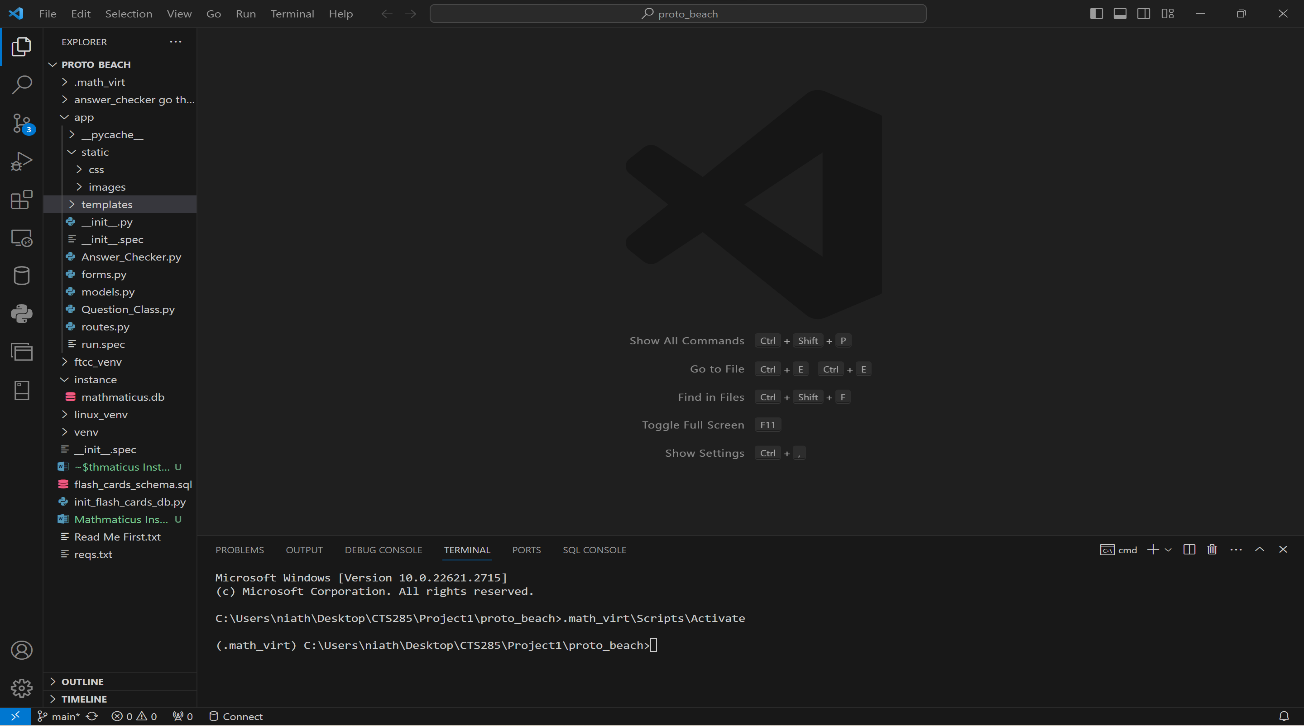 File Edit Selection View Go Run Terminal Help
proto_beach
EXPLORER
PROTO BEACH
.math_virt
answer_checker go th...
app
__pycache__
static
css
images
templates
__init__.py
__init__.spec
Answer_Checker.py
forms.py
models.py
Question_Class.py
routes.py
run.spec
ftcc_venv
instance
mathmaticus.db
linux_venv
venv
__init__.spec
~$thmaticus Inst... U
flash_cards_schema.sql
init_flash_cards_db.py
Mathmaticus Ins... U
Read Me First.txt
reqs.txt
OUTLINE
TIMELINE
3
Show All Commands Ctrl + Shift + P
Go to File Ctrl + E Ctrl + E
Find in Files Ctrl + Shift + F
Toggle Full Screen F11
Show Settings Ctrl + ,
PROBLEMS OUTPUT DEBUG CONSOLE TERMINAL PORTS SQL CONSOLE
cmd
Microsoft Windows [Version 10.0.22621.2715]
(c) Microsoft Corporation. All rights reserved.
C:\Users\niath\Desktop\CTS285\Project1\proto_beach>.math_virt\Scripts\Activate
(.math_virt) C:\Users\niath\Desktop\CTS285\Project1\proto_beach>
main* 0 0 0 Connect